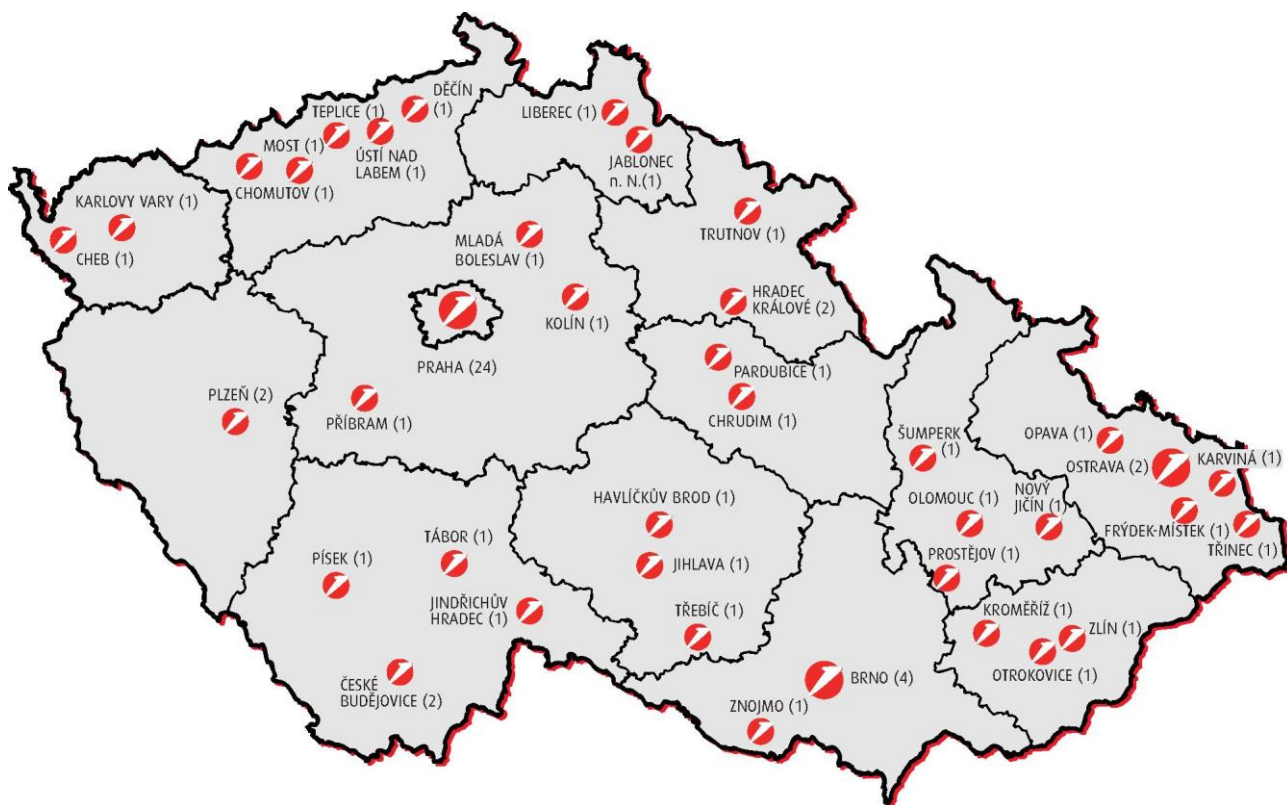 DĚČÍN
(1)
TEPLICE (1)
LIBEREC (1)
MOST (1)
ÚSTÍ NAD
LABEM (1)
JABLONEC
n. N.(1)
CHOMUTOV (1)
KARLOVY VARY (1)
CHEB (1)
TRUTNOV (1)
MLADÁ
BOLESLAV (1)
HRADEC
KRÁLOVÉ (2)
KOLÍN (1)
PRAHA (24)
PARDUBICE (1)
PLZEŇ (2)
PŘÍBRAM (1)
CHRUDIM (1)
ŠUMPERK
(1)
OPAVA (1)
KARVINÁ (1)
OSTRAVA (2)
HAVLÍČKŮV BROD (1)
OLOMOUC (1)
NOVÝ
JIČÍN (1)
FRÝDEK-MÍSTEK (1)
TŘINEC (1)
TÁBOR (1)
PÍSEK (1)
JIHLAVA (1)
PROSTĚJOV (1)
JINDŘICHŮV
HRADEC (1)
TŘEBÍČ (1)
KROMĚŘÍŽ (1)
ZLÍN (1)
OTROKOVICE (1)
ČESKÉ
BUDĚJOVICE (2)
BRNO (4)
ZNOJMO (1)